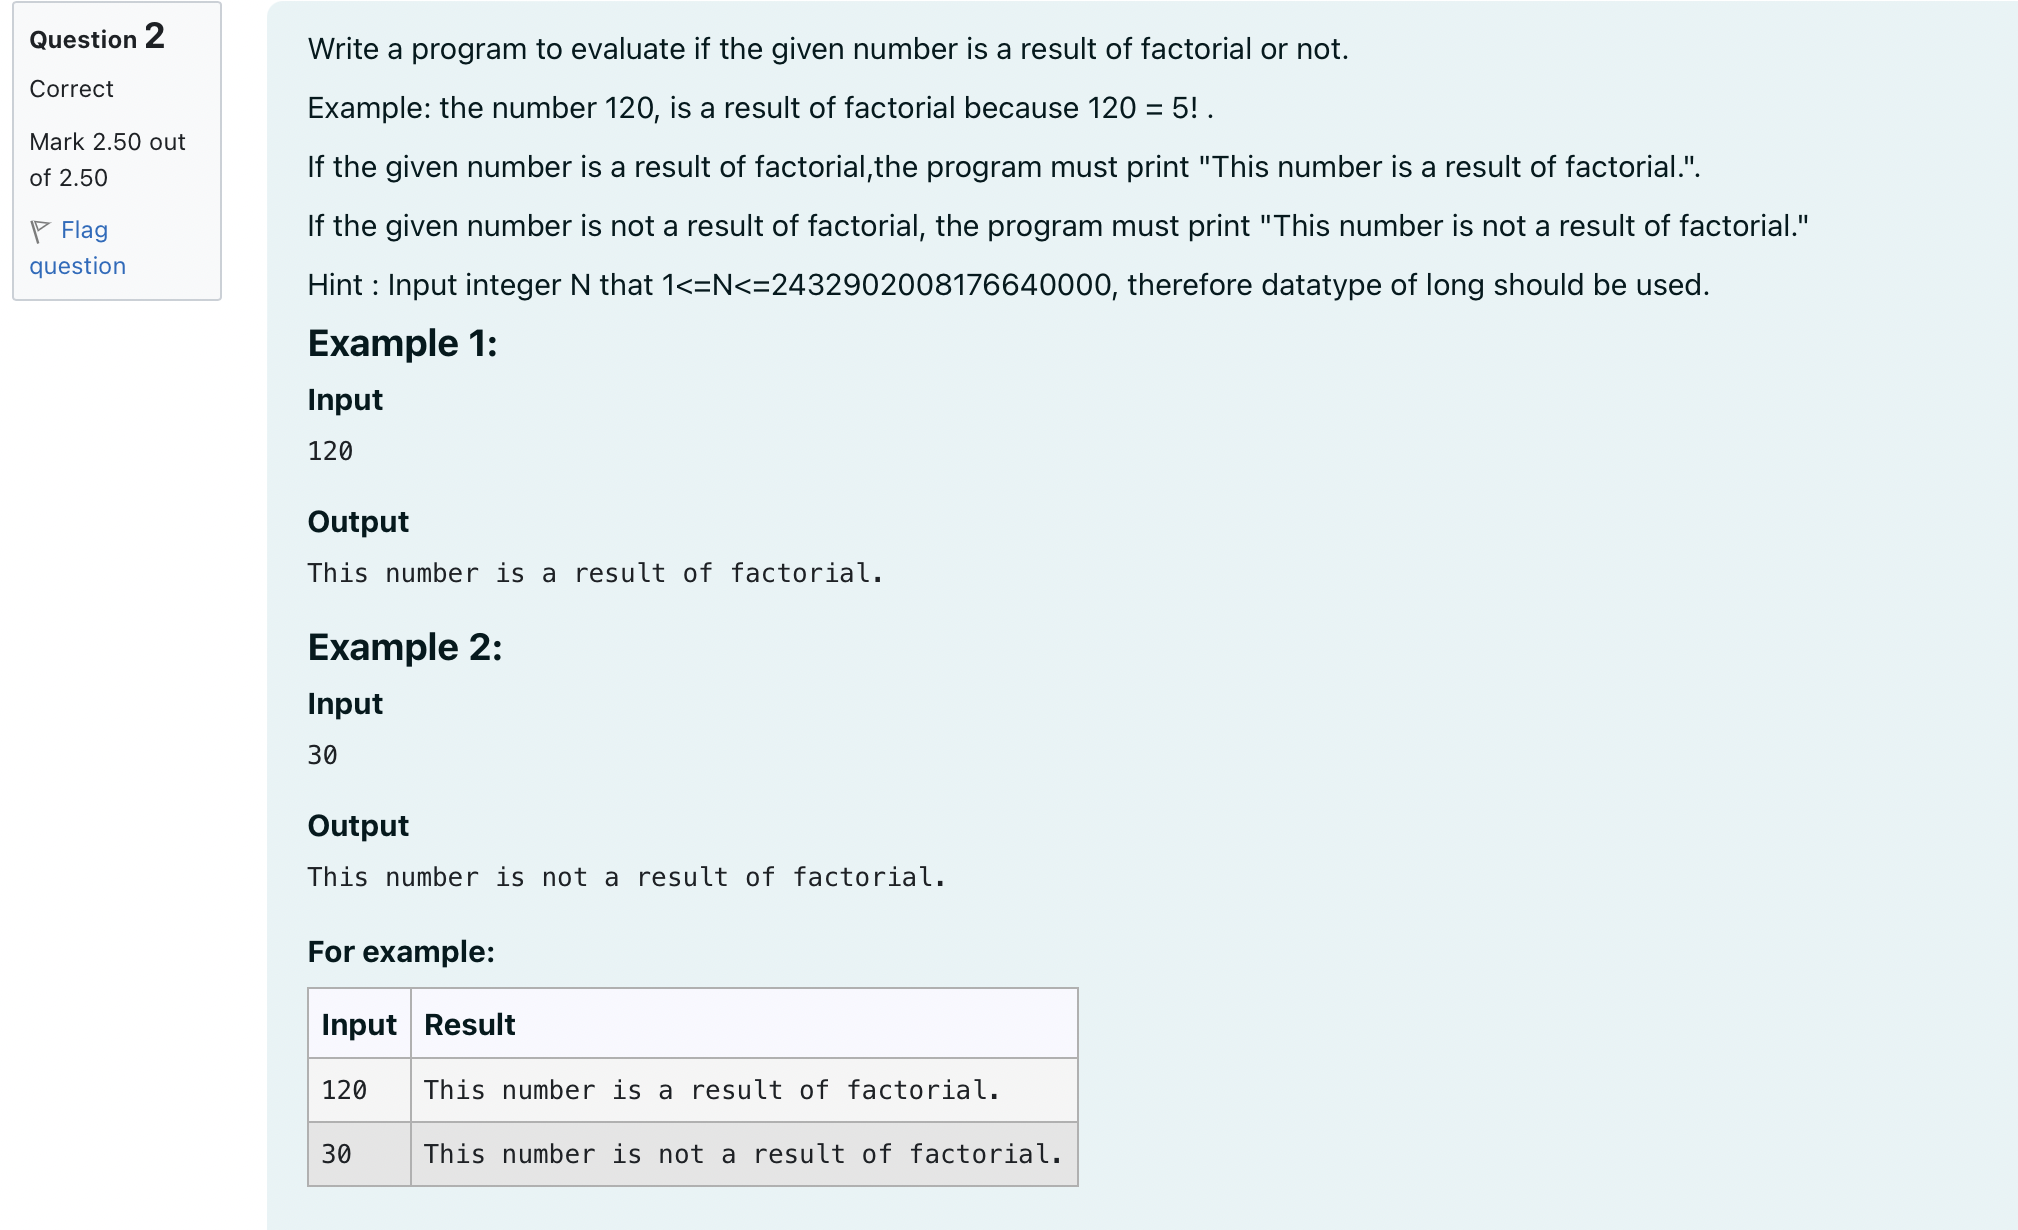 Question 2
Correct
Mark 2.50 out
of 2.50
Flag
question
Write a program to evaluate if the given number is a result of factorial or not.
Example: the number 120, is a result of factorial because 120 = 5! .
If the given number is a result of factorial,the program must print "This number is a result of factorial.".
If the given number is not a result of factorial, the program must print "This number is not a result of factorial."
Hint : Input integer N that 1<=N<=2432902008176640000, therefore datatype of long should be used.
Example 1:
Input
120
Output
This number is a result of factorial.
Example 2:
Input
30
Output
This number is not a result of factorial.
For example:
Input Result
120 This number is a result of factorial.
30 This number is not a result of factorial.